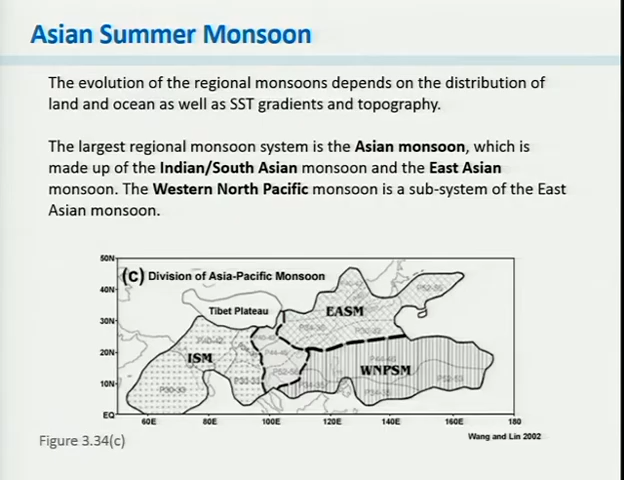 Asian Summer Monsoon
The evolution of the regional monsoons depends on the distribution of
land and ocean as well as SST gradients and topography.
The largest regional monsoon system is the Asian monsoon, which is
made up of the Indian/South Asian monsoon and the East Asian
monsoon. The Western North Pacific monsoon is a sub-system of the East
Asian monsoon.
50N
(c) Division of Asia-Pacific Monsoon
40N
Tibet Plateau
EASM
30N
ISM
20N
WNPSM
10N
EQ
60E 80E 100E 120E 140E 160E 180
Wang and Lin 2002
Figure 3.34(c)